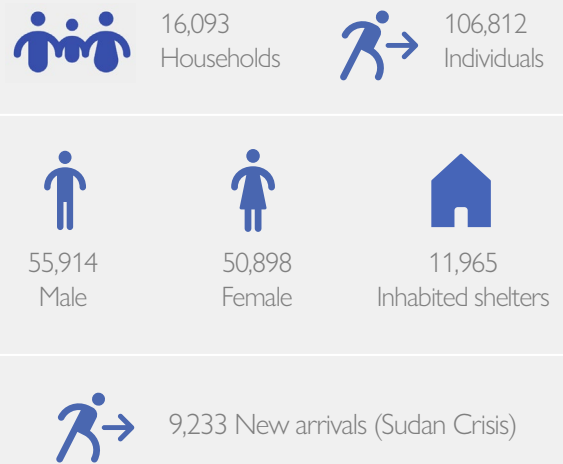 16,093
Households
106,812
Individuals
55,914
Male
50,898
Female
11,965
Inhabited shelters
9,233 New arrivals (Sudan Crisis)